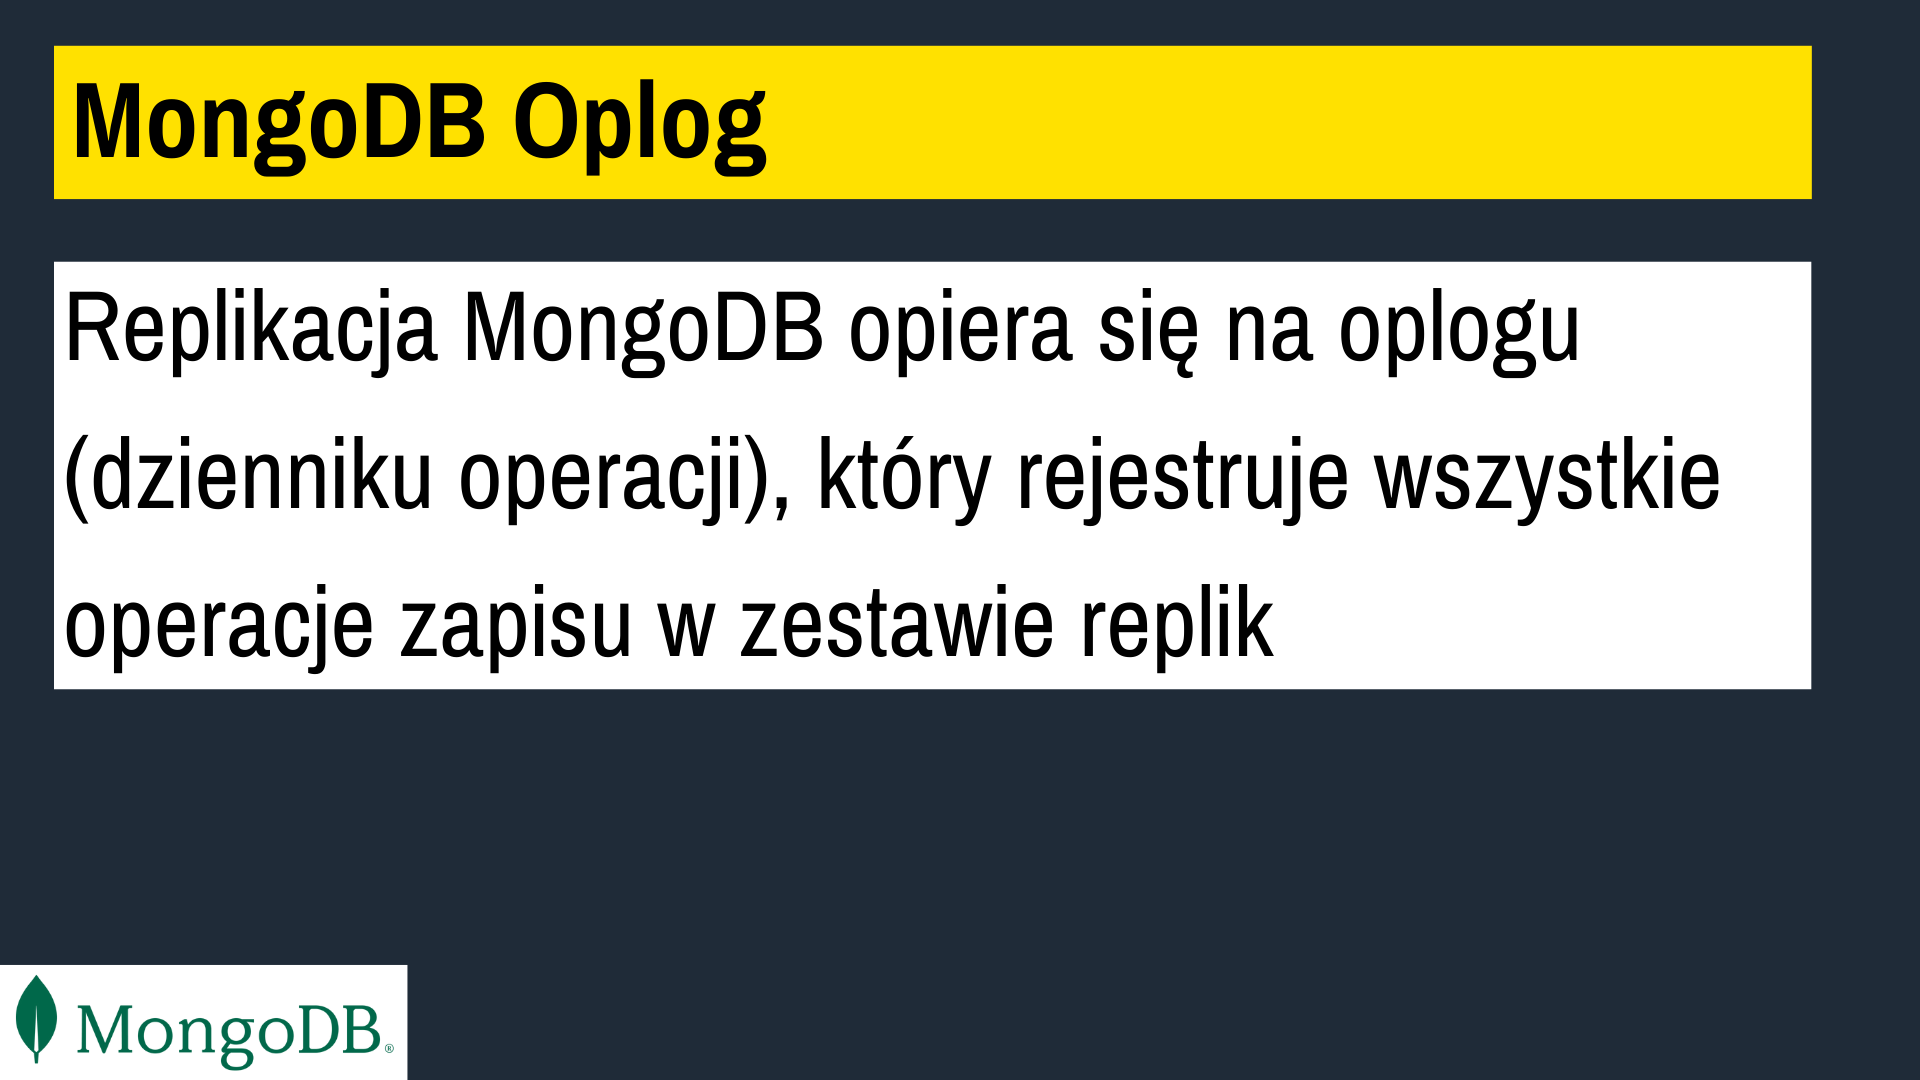 MongoDB Oplog
Replikacja MongoDB opiera się na oplogu
(dzienniku operacji), który rejestruje wszystkie
operacje zapisu w zestawie replik
MongoDB®